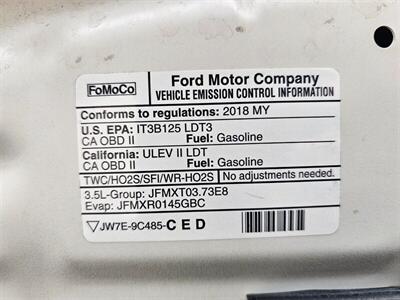 FoMoCo
Ford Motor Company
VEHICLE EMISSION CONTROL INFORMATION
Conforms to regulations: 2018 MY
U.S. EPA: IT3B125 LDT3
CA OBD II Fuel: Gasoline
California: ULEV II LDT
CA OBD II Fuel: Gasoline
TWC/HO2S/SFI/WR-HO2S No adjustments needed.
3.5L-Group: JFMXT03.73E8
Evap: JFMXR0145GBC
JW7E-9C485-CED